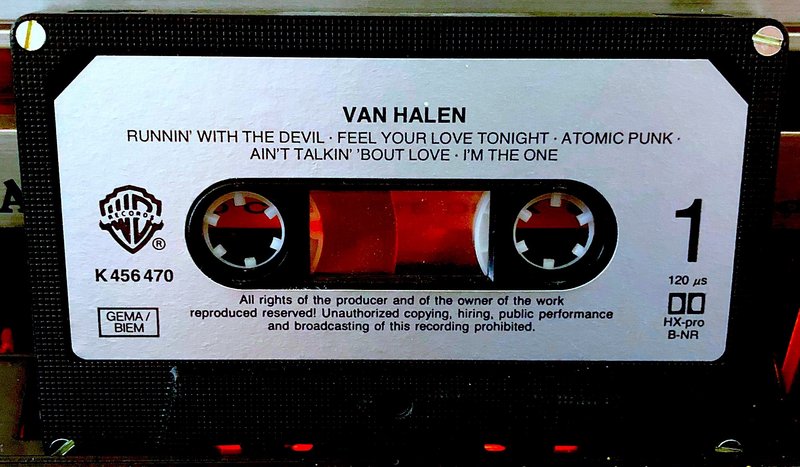 VAN HALEN
RUNNIN' WITH THE DEVIL · FEEL YOUR LOVE TONIGHT · ATOMIC PUNK ·
AIN'T TALKIN' 'BOUT LOVE · I'M THE ONE
RECORDS
®
K 456 470
GEMA/
BIEM
1
120 µs
HX-pro
B-NR
All rights of the producer and of the owner of the work
reproduced reserved! Unauthorized copying, hiring, public performance
and broadcasting of this recording prohibited.